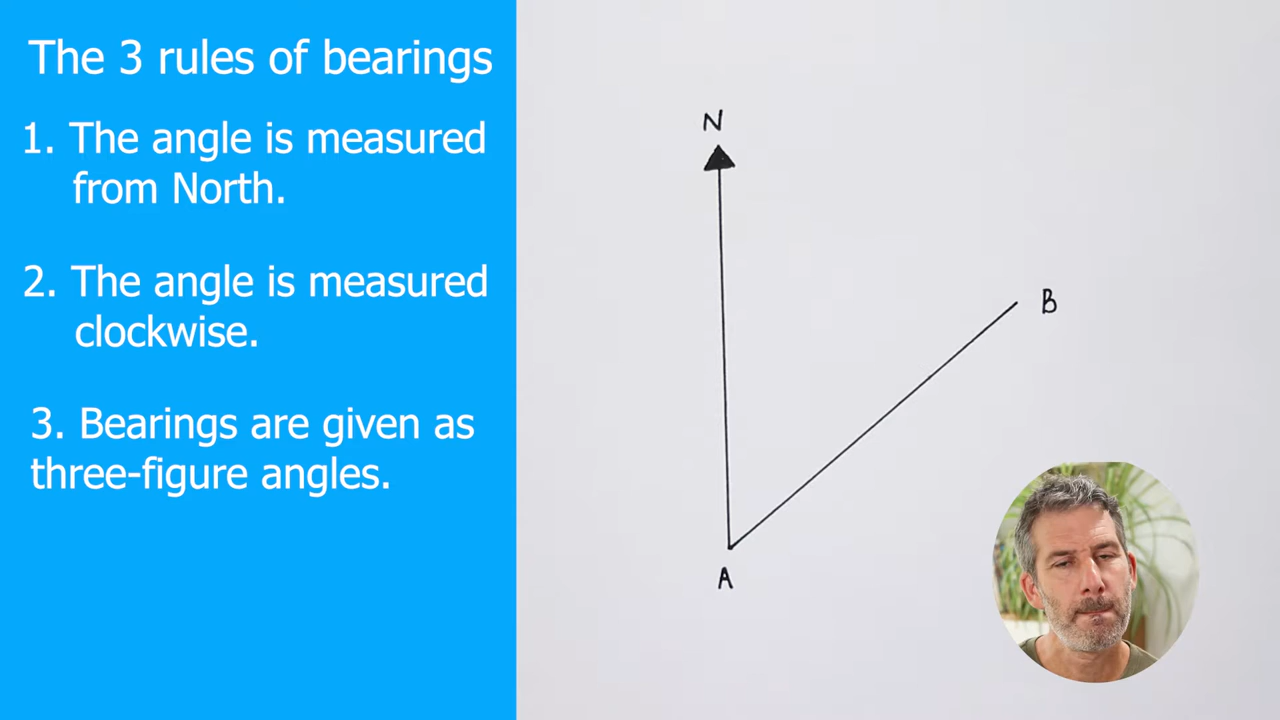 The 3 rules of bearings
1. The angle is measured
from North.
2. The angle is measured
clockwise.
3. Bearings are given as
three-figure angles.
N
B
A